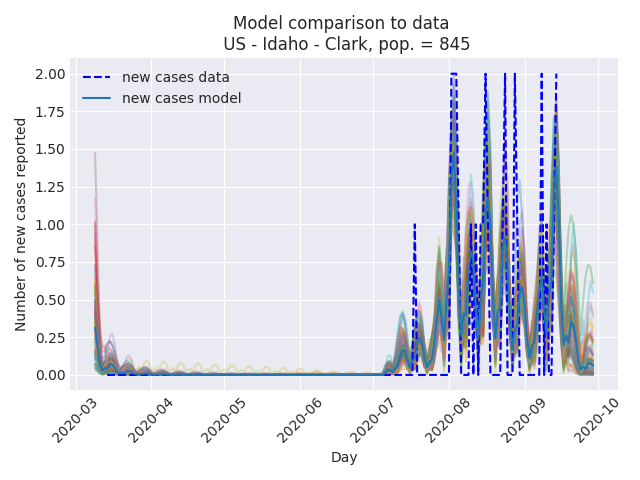 Model comparison to data
US - Idaho - Clark, pop. = 845
new cases data
new cases model
Number of new cases reported
2.00
1.75
1.50
1.25
1.00
0.75
0.50
0.25
0.00
2020-03
2020-04
2020-05
2020-06
2020-07
2020-08
2020-09
2020-10
Day